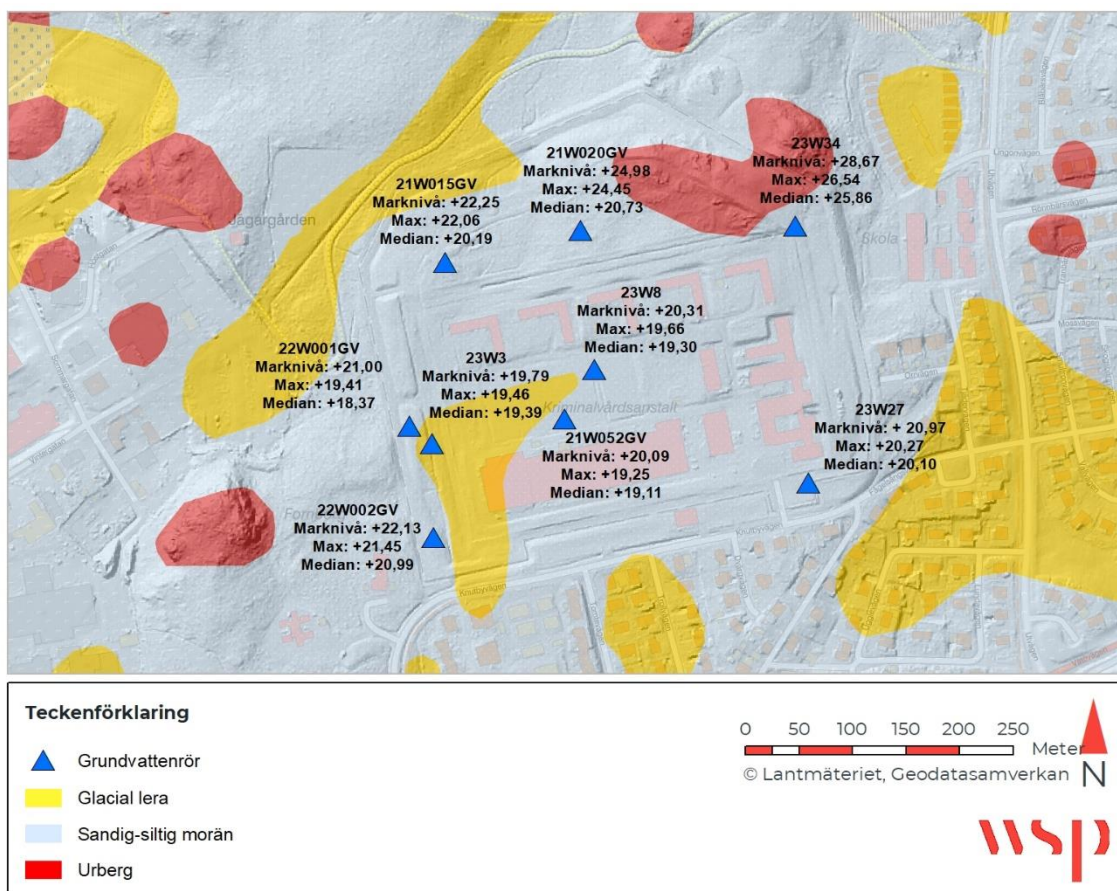 21W020GV
Marknivå: +24,98
Max: +24,45
Median: +20,73
23W34
Marknivå: +28,67
Max: +26,54
Median: +25,86
21W015GV
Marknivå: +22,25
Max: +22,06
Median: +20,19
Jägargården
Skola
Ungarvägen
23W8
Marknivå: +20,31
Max: +19,66
Median: +19,30
22W001GV
Marknivå: +21,00
Max: +19,41
Median: +18,37
23W3
Marknivå: +19,79
Max: +19,46
Median: +19,39
Kriminalvårdsanstalt
21W052GV
Marknivå: +20,09
Max: +19,25
Median: +19,11
23W27
Marknivå: + 20,97
Max: +20,27
Median: +20,10
22W002GV
Marknivå: +22,13
Max: +21,45
Median: +20,99
Knutbyvägen
Knutbyvägen
Teckenförklaring
Grundvattenrör
Glacial lera
Sandig-siltig morän
Urberg
0 50 100 150 200 250
Meter
© Lantmäteriet, Geodatasamverkan
N
wsp